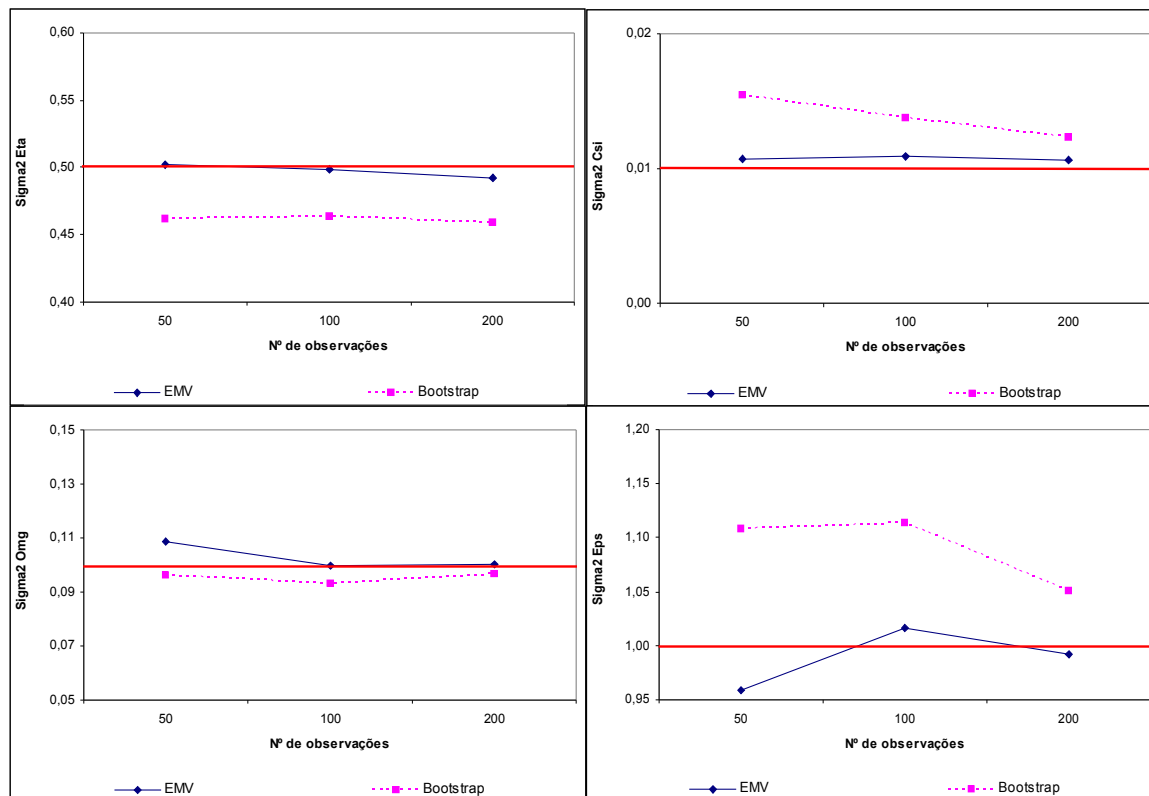 0,60
0,55
0,50
0,45
0,40
Sigma2 Eta
50 100 200
Nº de observações
EMV Bootstrap
0,02
0,01
0,00
Sigma2 Csi
50 100 200
Nº de observações
EMV Bootstrap
0,15
0,13
0,11
0,09
0,07
0,05
Sigma2 Omg
50 100 200
Nº de observações
EMV Bootstrap
1,20
1,15
1,10
1,05
1,00
0,95
Sigma2 Eps
50 100 200
Nº de observações
EMV Bootstrap